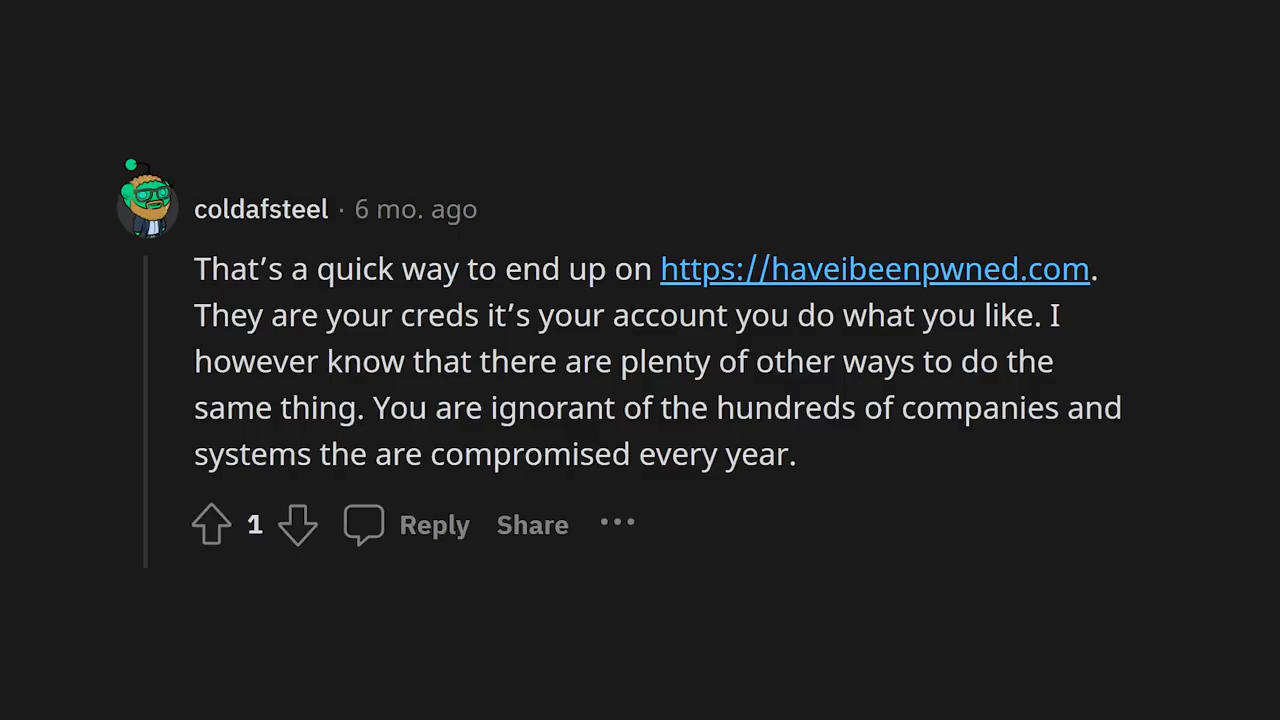 coldafsteel · 6 mo. ago
That’s a quick way to end up on https://haveibeenpwned.com.
They are your creds it’s your account you do what you like. I
however know that there are plenty of other ways to do the
same thing. You are ignorant of the hundreds of companies and
systems the are compromised every year.
1 Reply Share •••